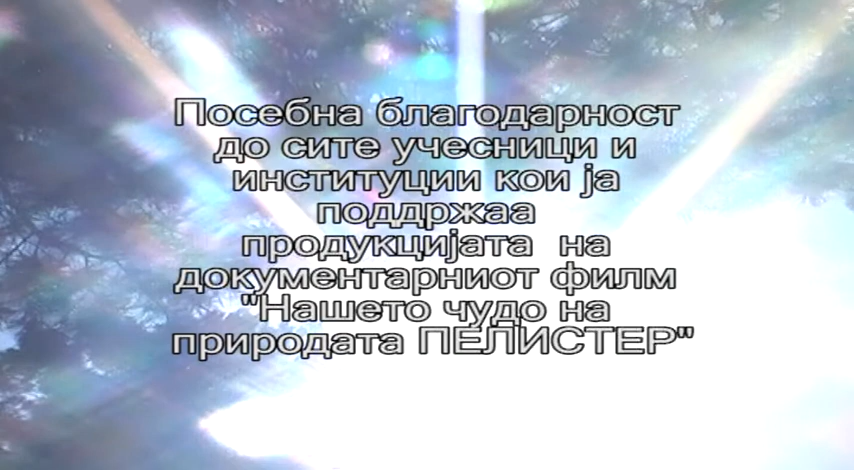 Посебна благодарност
до сите учесници и
институции кои ја
поддржаа
продукцијата на
документарниот филм
"Нашето чудо на
природата ПЕЛИСТЕР"